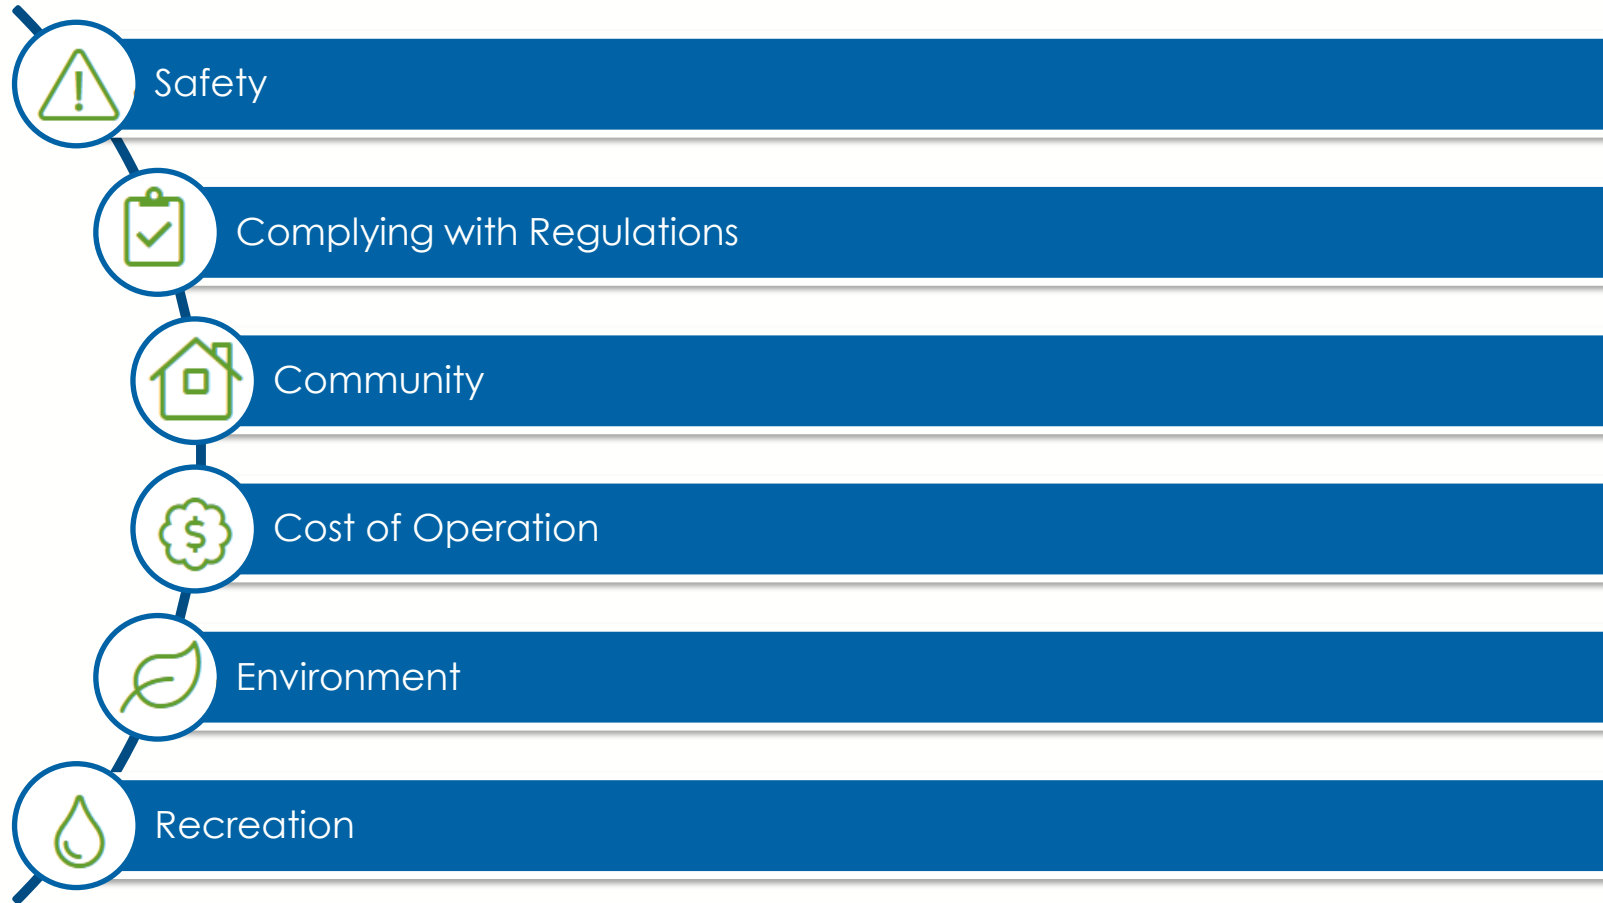 Safety
Complying with Regulations
Community
Cost of Operation
Environment
Recreation